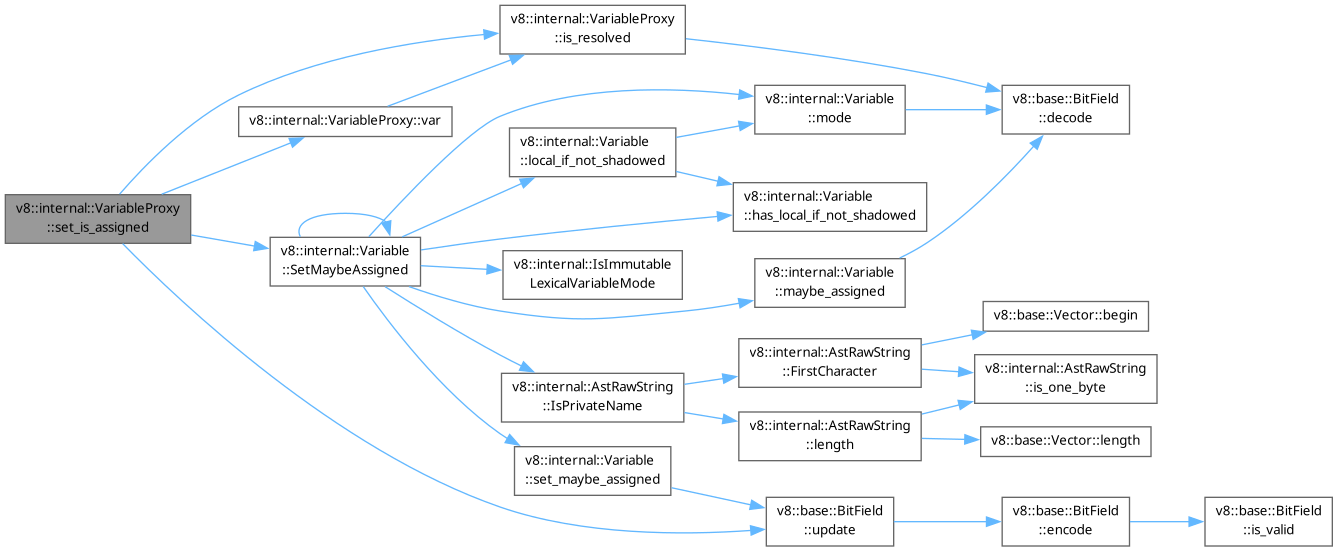 v8::internal::VariableProxy
::is_resolved
v8::internal::Variable
::mode
v8::base::BitField
::decode
v8::internal::VariableProxy::var
v8::internal::Variable
::local_if_not_shadowed
v8::internal::VariableProxy
::set_is_assigned
v8::internal::Variable
::has_local_if_not_shadowed
v8::internal::Variable
::SetMaybeAssigned
v8::internal::IsImmutable
LexicalVariableMode
v8::internal::Variable
::maybe_assigned
v8::base::Vector::begin
v8::internal::AstRawString
::FirstCharacter
v8::internal::AstRawString
::is_one_byte
v8::internal::AstRawString
::IsPrivateName
v8::internal::AstRawString
::length
v8::base::Vector::length
v8::internal::Variable
::set_maybe_assigned
v8::base::BitField
::update
v8::base::BitField
::encode
v8::base::BitField
::is_valid